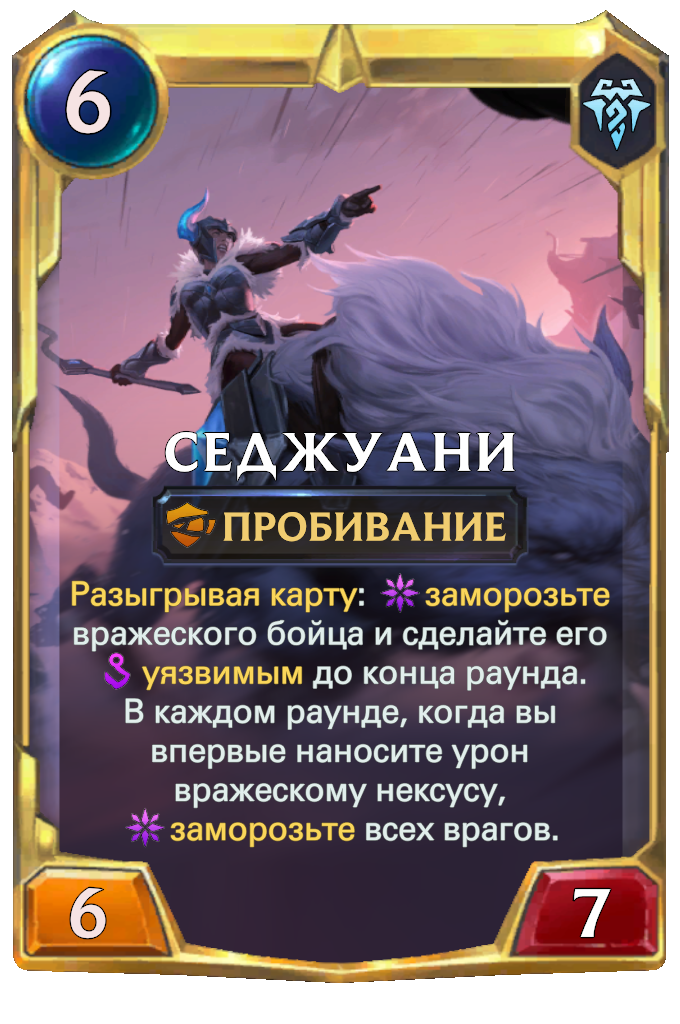 6
СЕДЖУАНИ
ПРОБИВАНИЕ
Разыгрывая карту: заморозьте
вражеского бойца и сделайте его
уязвимым до конца раунда.
В каждом раунде, когда вы
впервые наносите урон
вражескому нексусу,
заморозьте всех врагов.
6
7